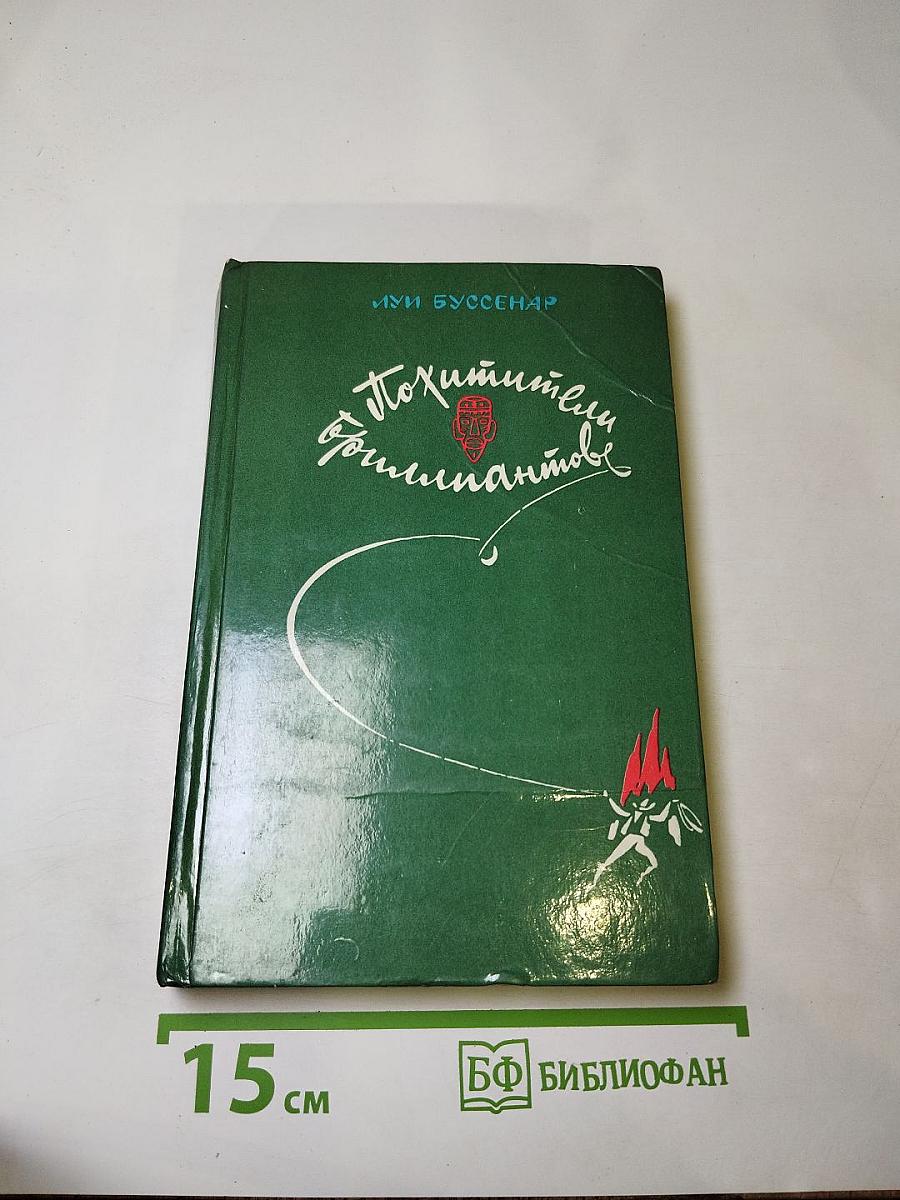 ЛУИ БУССЕНАР
Похитители
бриллиантов
15 см
БФ БИБЛИОФАН